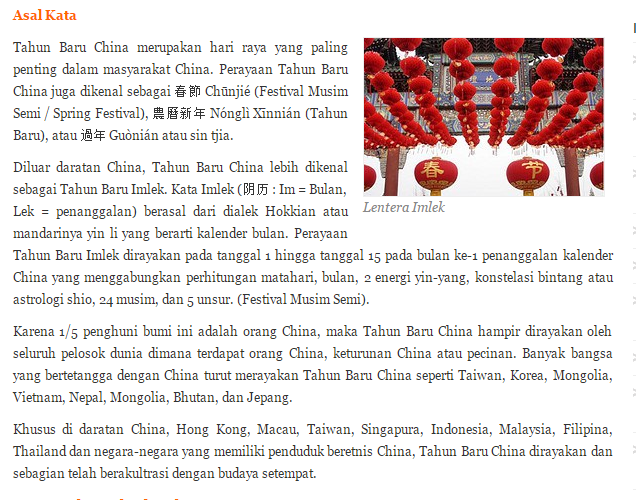 Asal Kata
Tahun Baru China merupakan hari raya yang paling
penting dalam masyarakat China. Perayaan Tahun Baru
China juga dikenal sebagai 春節 Chūnjié (Festival Musim
Semi / Spring Festival), 農曆新年 Nónglì Xīnnián (Tahun
Baru), atau 過年 Guònián atau sin tjia.
春 节
Lentera Imlek
Diluar daratan China, Tahun Baru China lebih dikenal
sebagai Tahun Baru Imlek. Kata Imlek (阴历 : Im = Bulan,
Lek = penanggalan) berasal dari dialek Hokkian atau
mandarinya yin li yang berarti kalender bulan. Perayaan
Tahun Baru Imlek dirayakan pada tanggal 1 hingga tanggal 15 pada bulan ke-1 penanggalan kalender
China yang menggabungkan perhitungan matahari, bulan, 2 energi yin-yang, konstelasi bintang atau
astrologi shio, 24 musim, dan 5 unsur. (Festival Musim Semi).
Karena 1/5 penghuni bumi ini adalah orang China, maka Tahun Baru China hampir dirayakan oleh
seluruh pelosok dunia dimana terdapat orang China, keturunan China atau pecinan. Banyak bangsa
yang bertetangga dengan China turut merayakan Tahun Baru China seperti Taiwan, Korea, Mongolia,
Vietnam, Nepal, Mongolia, Bhutan, dan Jepang.
Khusus di daratan China, Hong Kong, Macau, Taiwan, Singapura, Indonesia, Malaysia, Filipina,
Thailand dan negara-negara yang memiliki penduduk beretnis China, Tahun Baru China dirayakan dan
sebagian telah berakultrasi dengan budaya setempat.